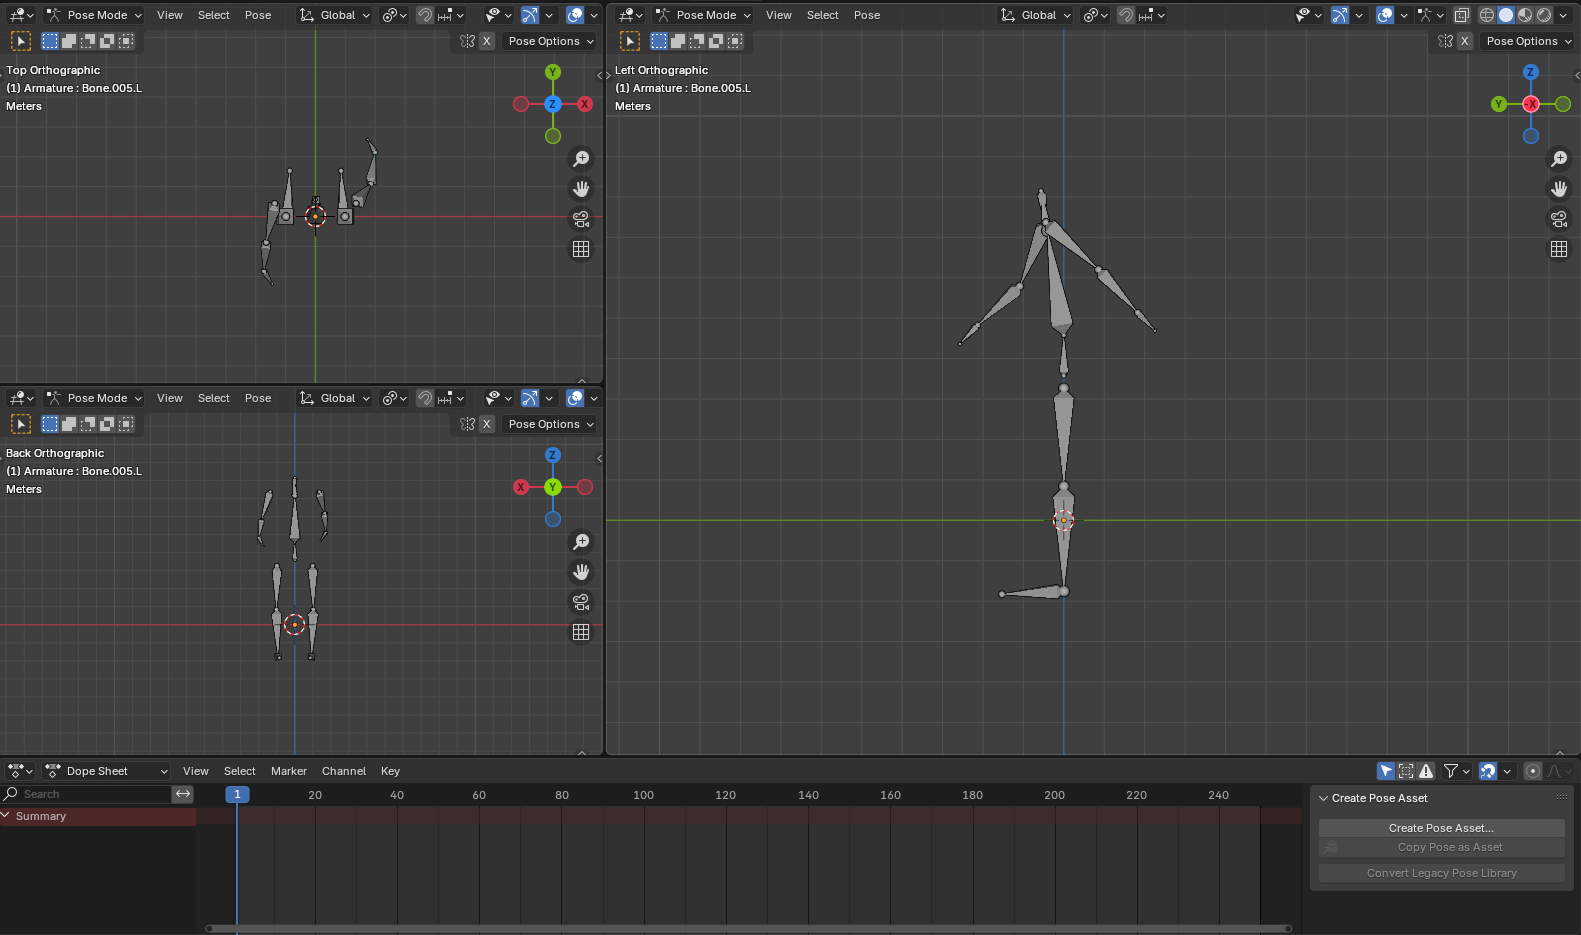 Pose Mode View Select Pose Global
X Pose Options
Top Orthographic
(1) Armature : Bone.005.L
Meters
Y
Z X
Pose Mode View Select Pose Global
X Pose Options
Left Orthographic
(1) Armature : Bone.005.L
Meters
Z
Y -X
Pose Mode View Select Pose Global
X Pose Options
Back Orthographic
(1) Armature : Bone.005.L
Meters
Z
X Y
Dope Sheet View Select Marker Channel Key
Search
1 20 40 60 80 100 120 140 160 180 200 220 240
Summary
Create Pose Asset
Create Pose Asset...
Copy Pose as Asset
Convert Legacy Pose Library